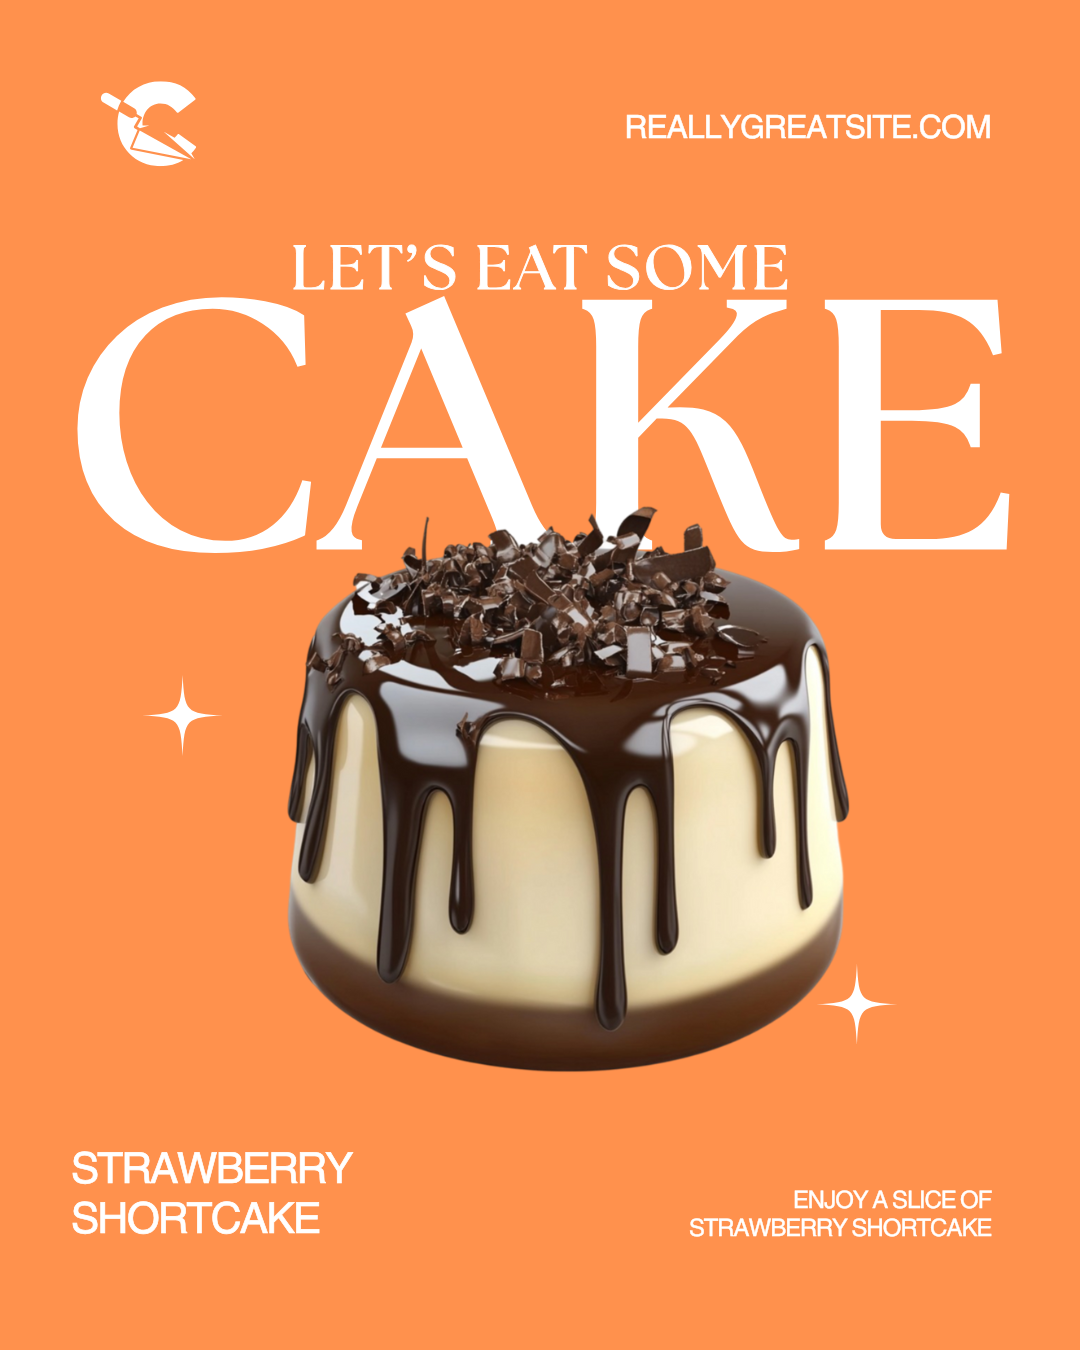 REALLYGREATSITE.COM
LET’S EAT SOME
CAKE
STRAWBERRY
SHORTCAKE
ENJOY A SLICE OF
STRAWBERRY SHORTCAKE